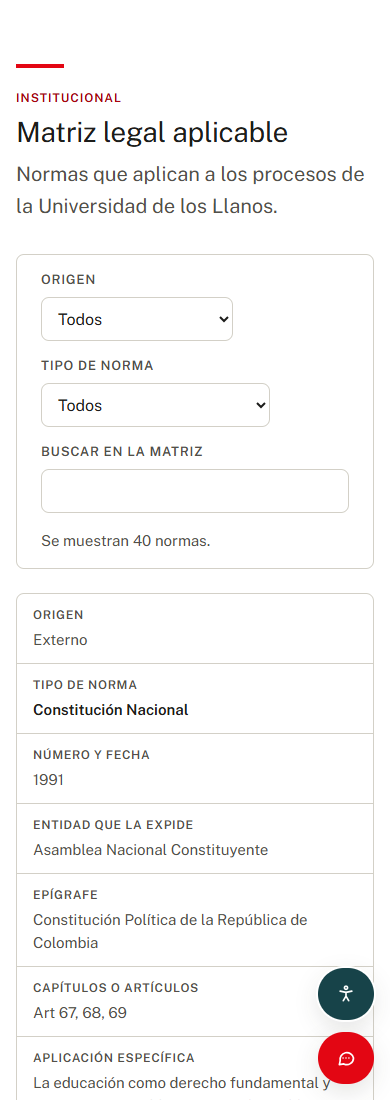 INSTITUCIONAL
Matriz legal aplicable
Normas que aplican a los procesos de
la Universidad de los Llanos.
ORIGEN
Todos
TIPO DE NORMA
Todos
BUSCAR EN LA MATRIZ
Se muestran 40 normas.
ORIGEN
Externo
TIPO DE NORMA
Constitución Nacional
NÚMERO Y FECHA
1991
ENTIDAD QUE LA EXPIDE
Asamblea Nacional Constituyente
EPÍGRAFE
Constitución Política de la República de
Colombia
CAPÍTULOS O ARTÍCULOS
Art 67, 68, 69
APLICACIÓN ESPECÍFICA
La educación como derecho fundamental y